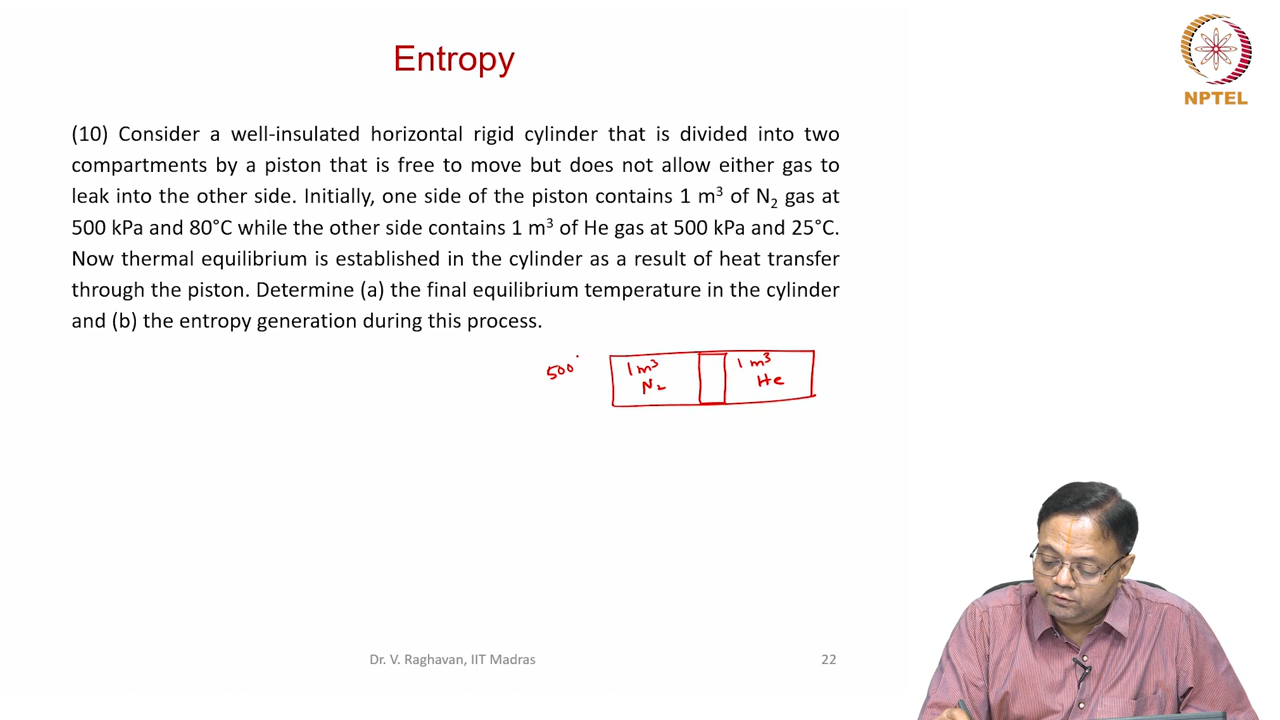 Entropy
NPTEL
(10) Consider a well-insulated horizontal rigid cylinder that is divided into two
compartments by a piston that is free to move but does not allow either gas to
leak into the other side. Initially, one side of the piston contains 1 m³ of N₂ gas at
500 kPa and 80°C while the other side contains 1 m³ of He gas at 500 kPa and 25°C.
Now thermal equilibrium is established in the cylinder as a result of heat transfer
through the piston. Determine (a) the final equilibrium temperature in the cylinder
and (b) the entropy generation during this process.
500
1 m³
N₂
1 m³
He
Dr. V. Raghavan, IIT Madras
22